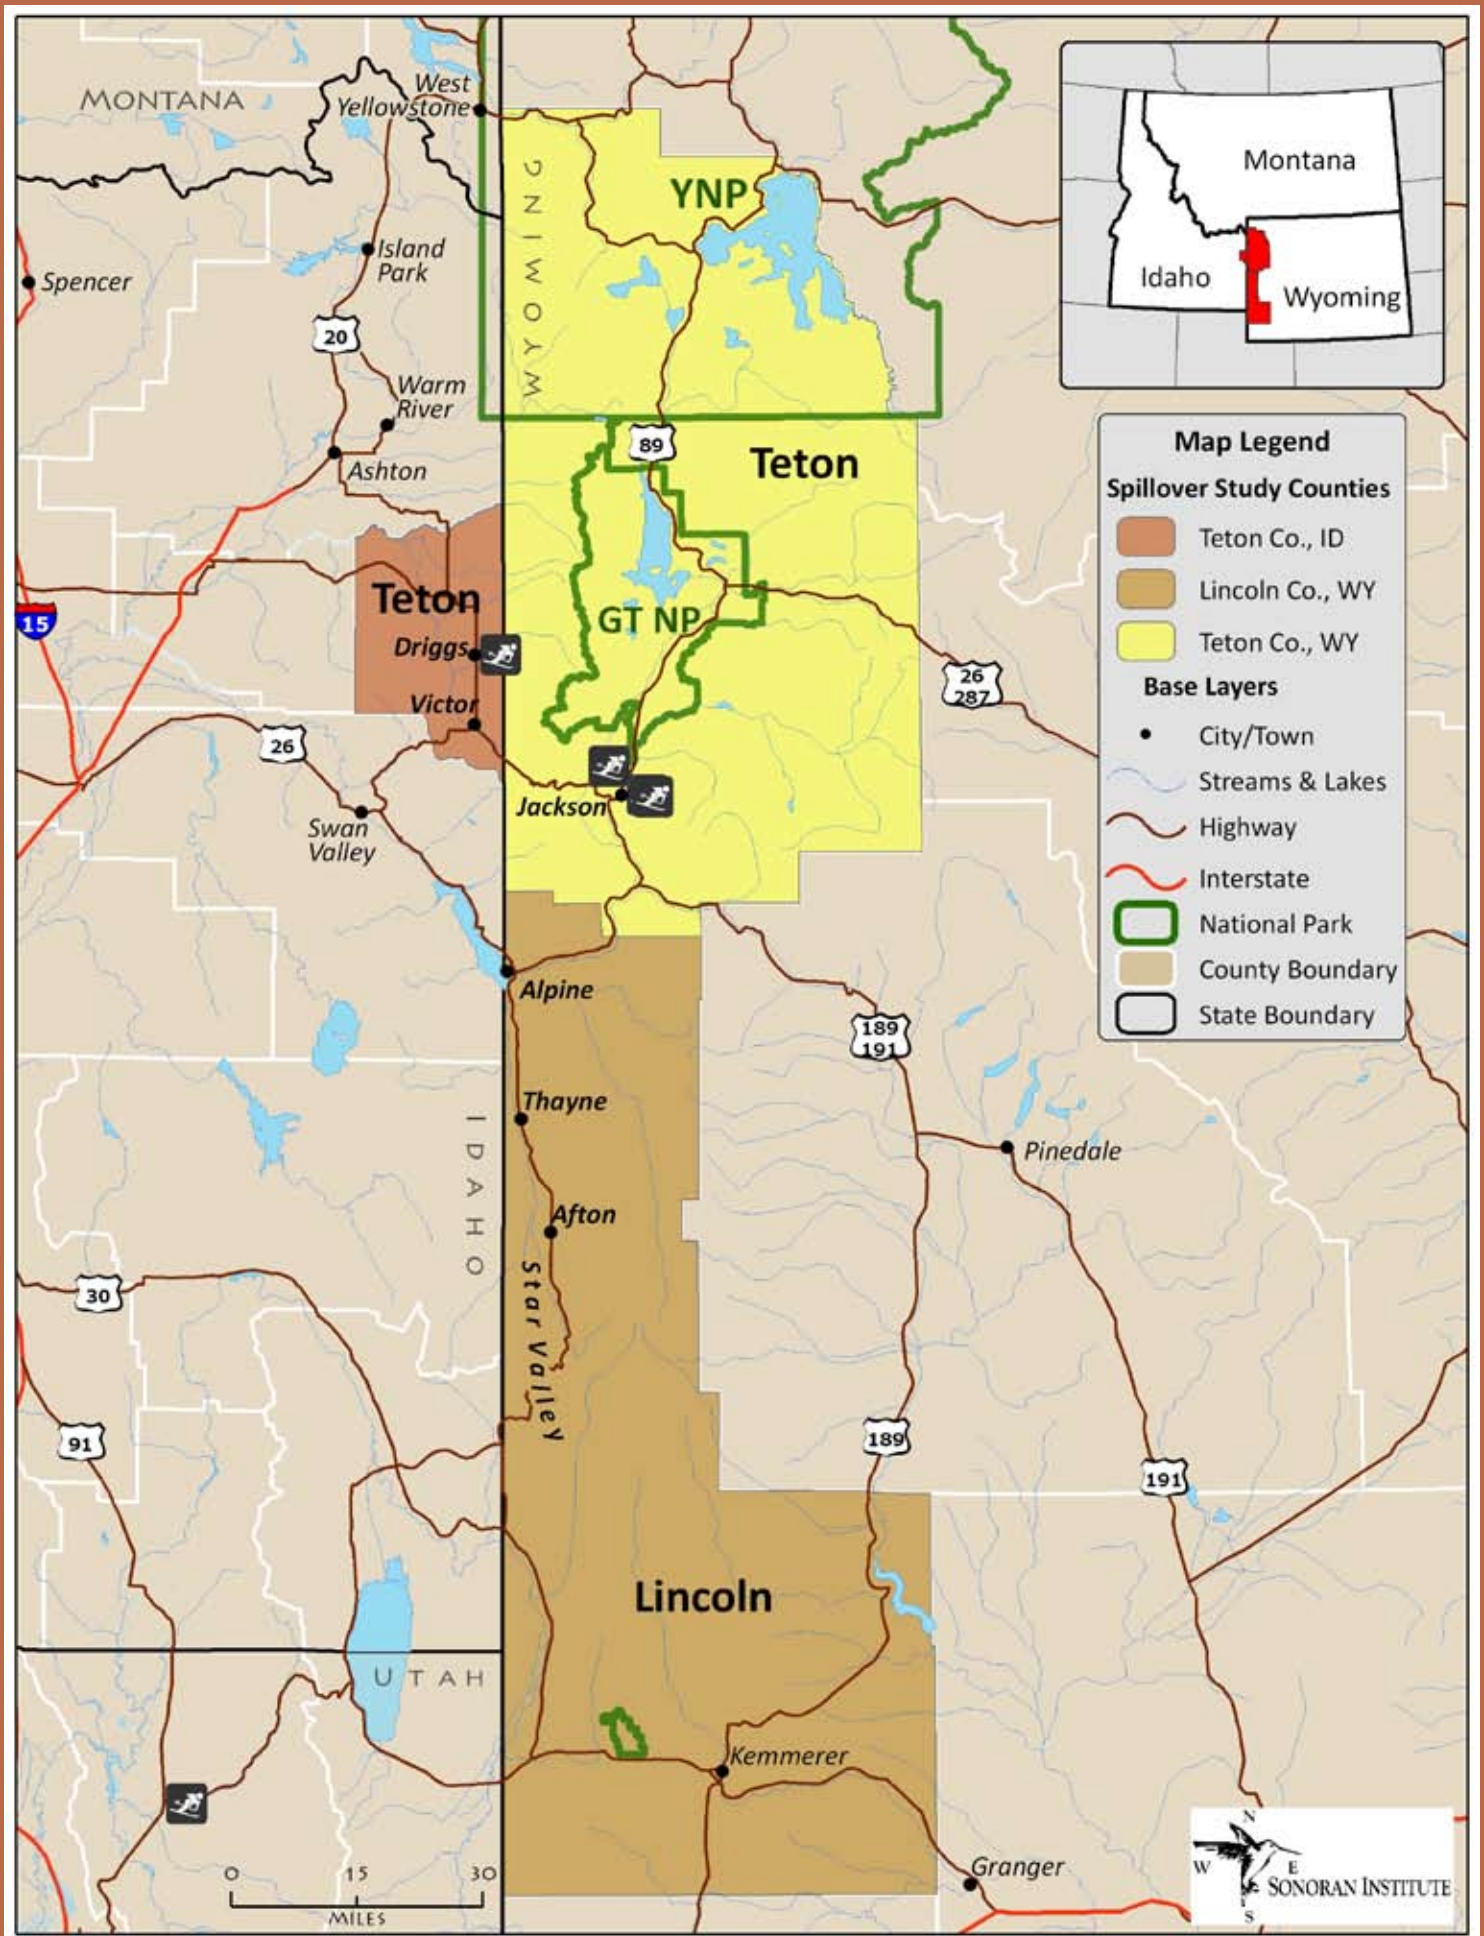 MONTANA
West
Yellowstone
WYOMING
YNP
Island
Park
Spencer
20
Warm
River
Ashton
89
Teton
Teton
15
GT NP
Driggs
Victor
26
26
287
Jackson
Swan
Valley
Alpine
189
191
Thayne
Pinedale
IDAHO
Afton
Star Valley
30
91
189
191
Lincoln
UTAH
Kemmerer
Granger
0 15 30
MILES
Montana
Idaho
Wyoming
Map Legend
Spillover Study Counties
Teton Co., ID
Lincoln Co., WY
Teton Co., WY
Base Layers
City/Town
Streams & Lakes
Highway
Interstate
National Park
County Boundary
State Boundary
N
W E
S
SONORAN INSTITUTE